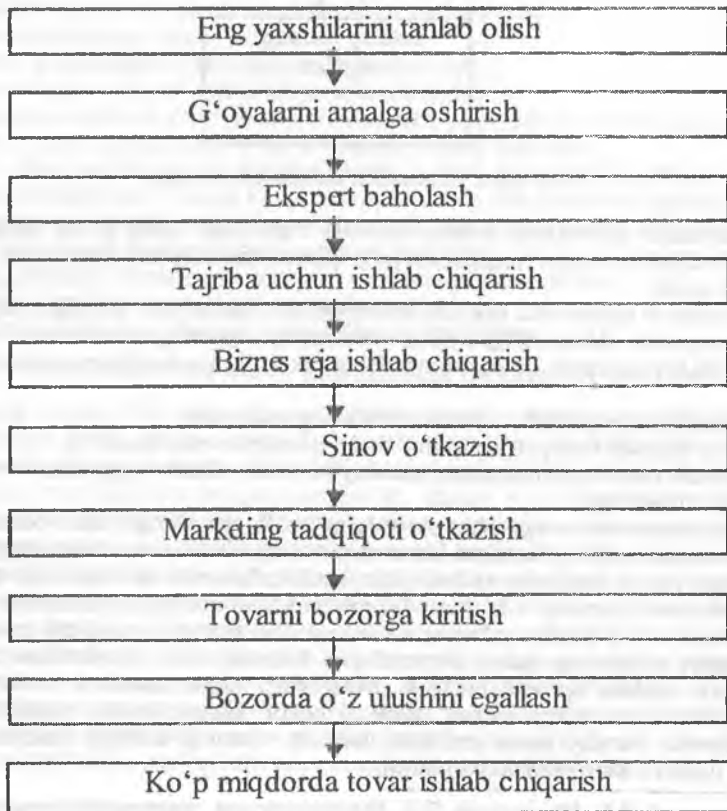 Eng yaxshilarini tanlab olish
G‘oyalarni amalga oshirish
Ekspert baholash
Tajriba uchun ishlab chiqarish
Biznes reja ishlab chiqarish
Sinov o‘tkazish
Marketing tadqiqoti o‘tkazish
Tovarni bozorga kiritish
Bozorda o‘z ulushini egallash
Ko‘p miqdorda tovar ishlab chiqarish